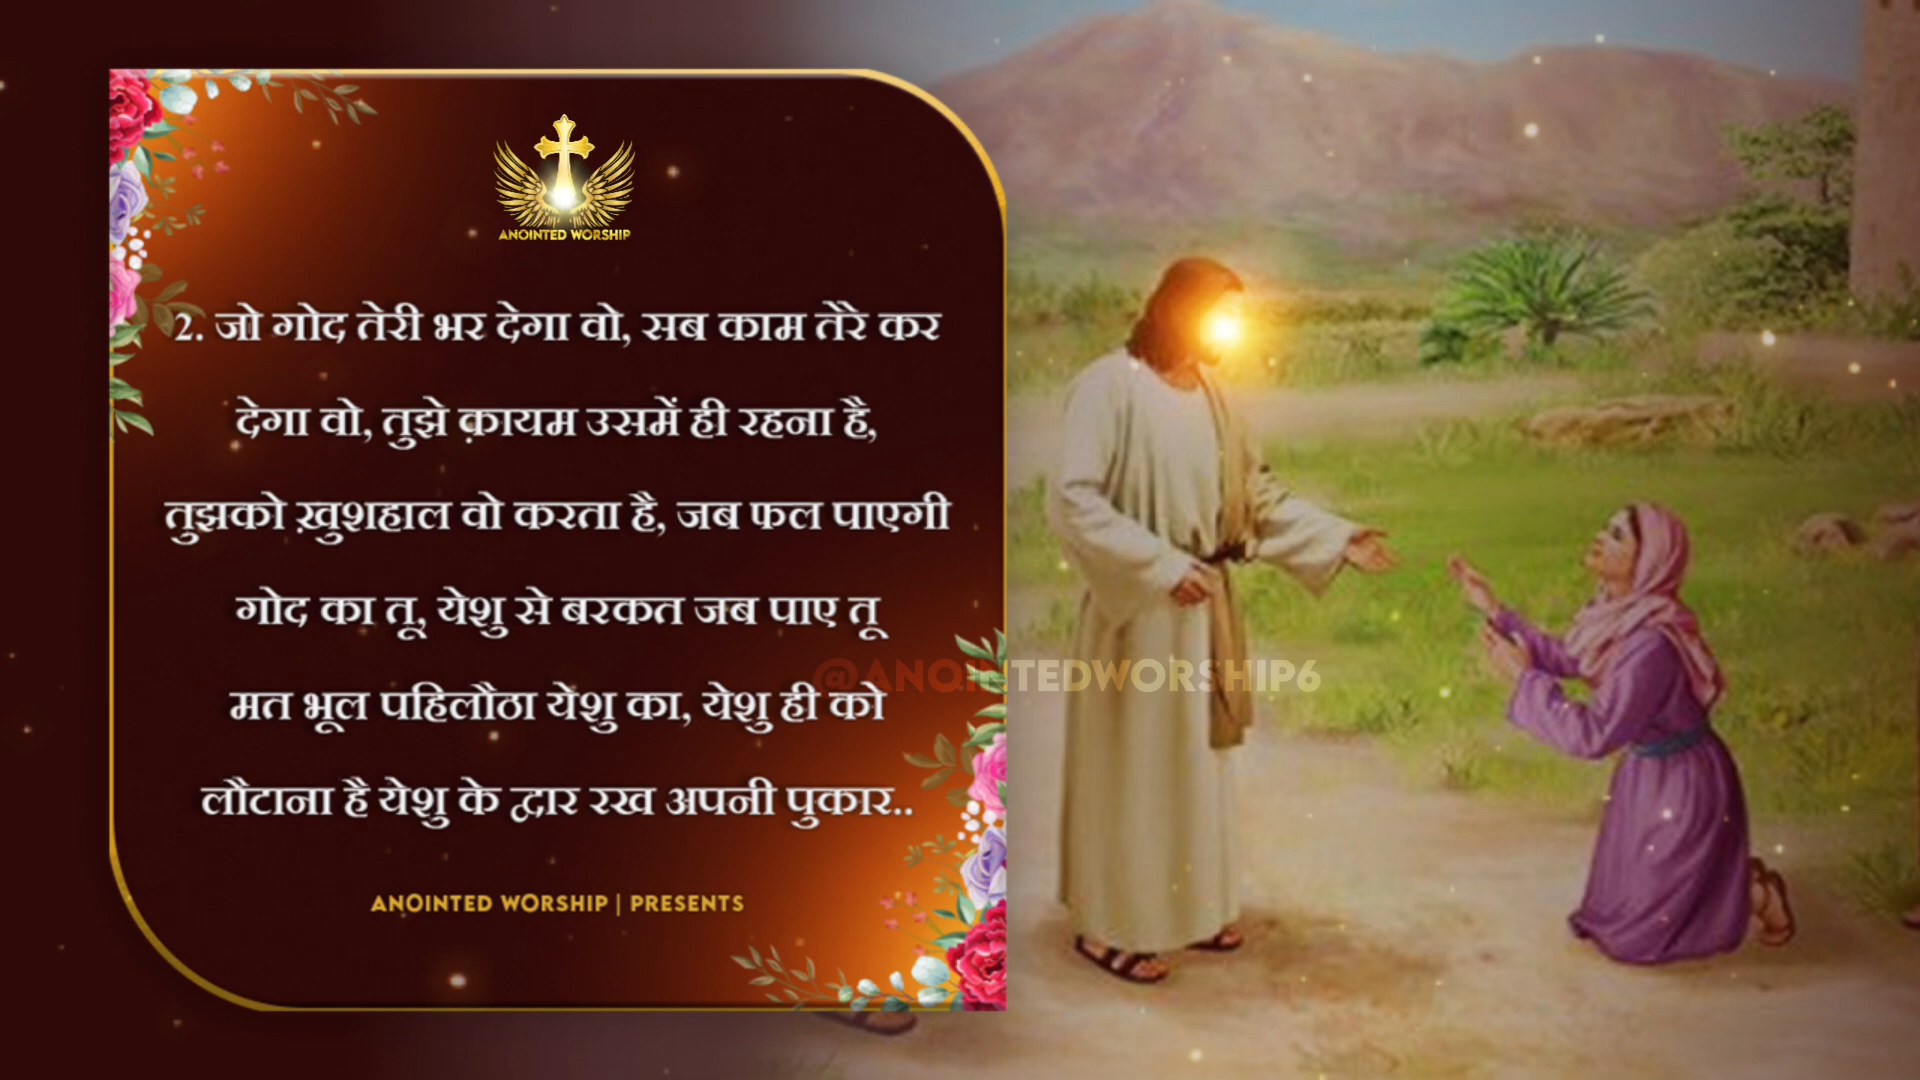 ANOINTED WORSHIP
2. जो गोद तेरी भर देगा वो, सब काम तेरे कर
देगा वो, तुझे क़ायम उसमें ही रहना है,
तुझको ख़ुशहाल वो करता है, जब फल पाएगी
गोद का तू, येशु से बरकत जब पाए तू
मत भूल पहिलौठा येशु का, येशु ही को
लौटाना है येशु के द्वार रख अपनी पुकार..
ANOINTED WORSHIP | PRESENTS
@ANOINTEDWORSHIP6